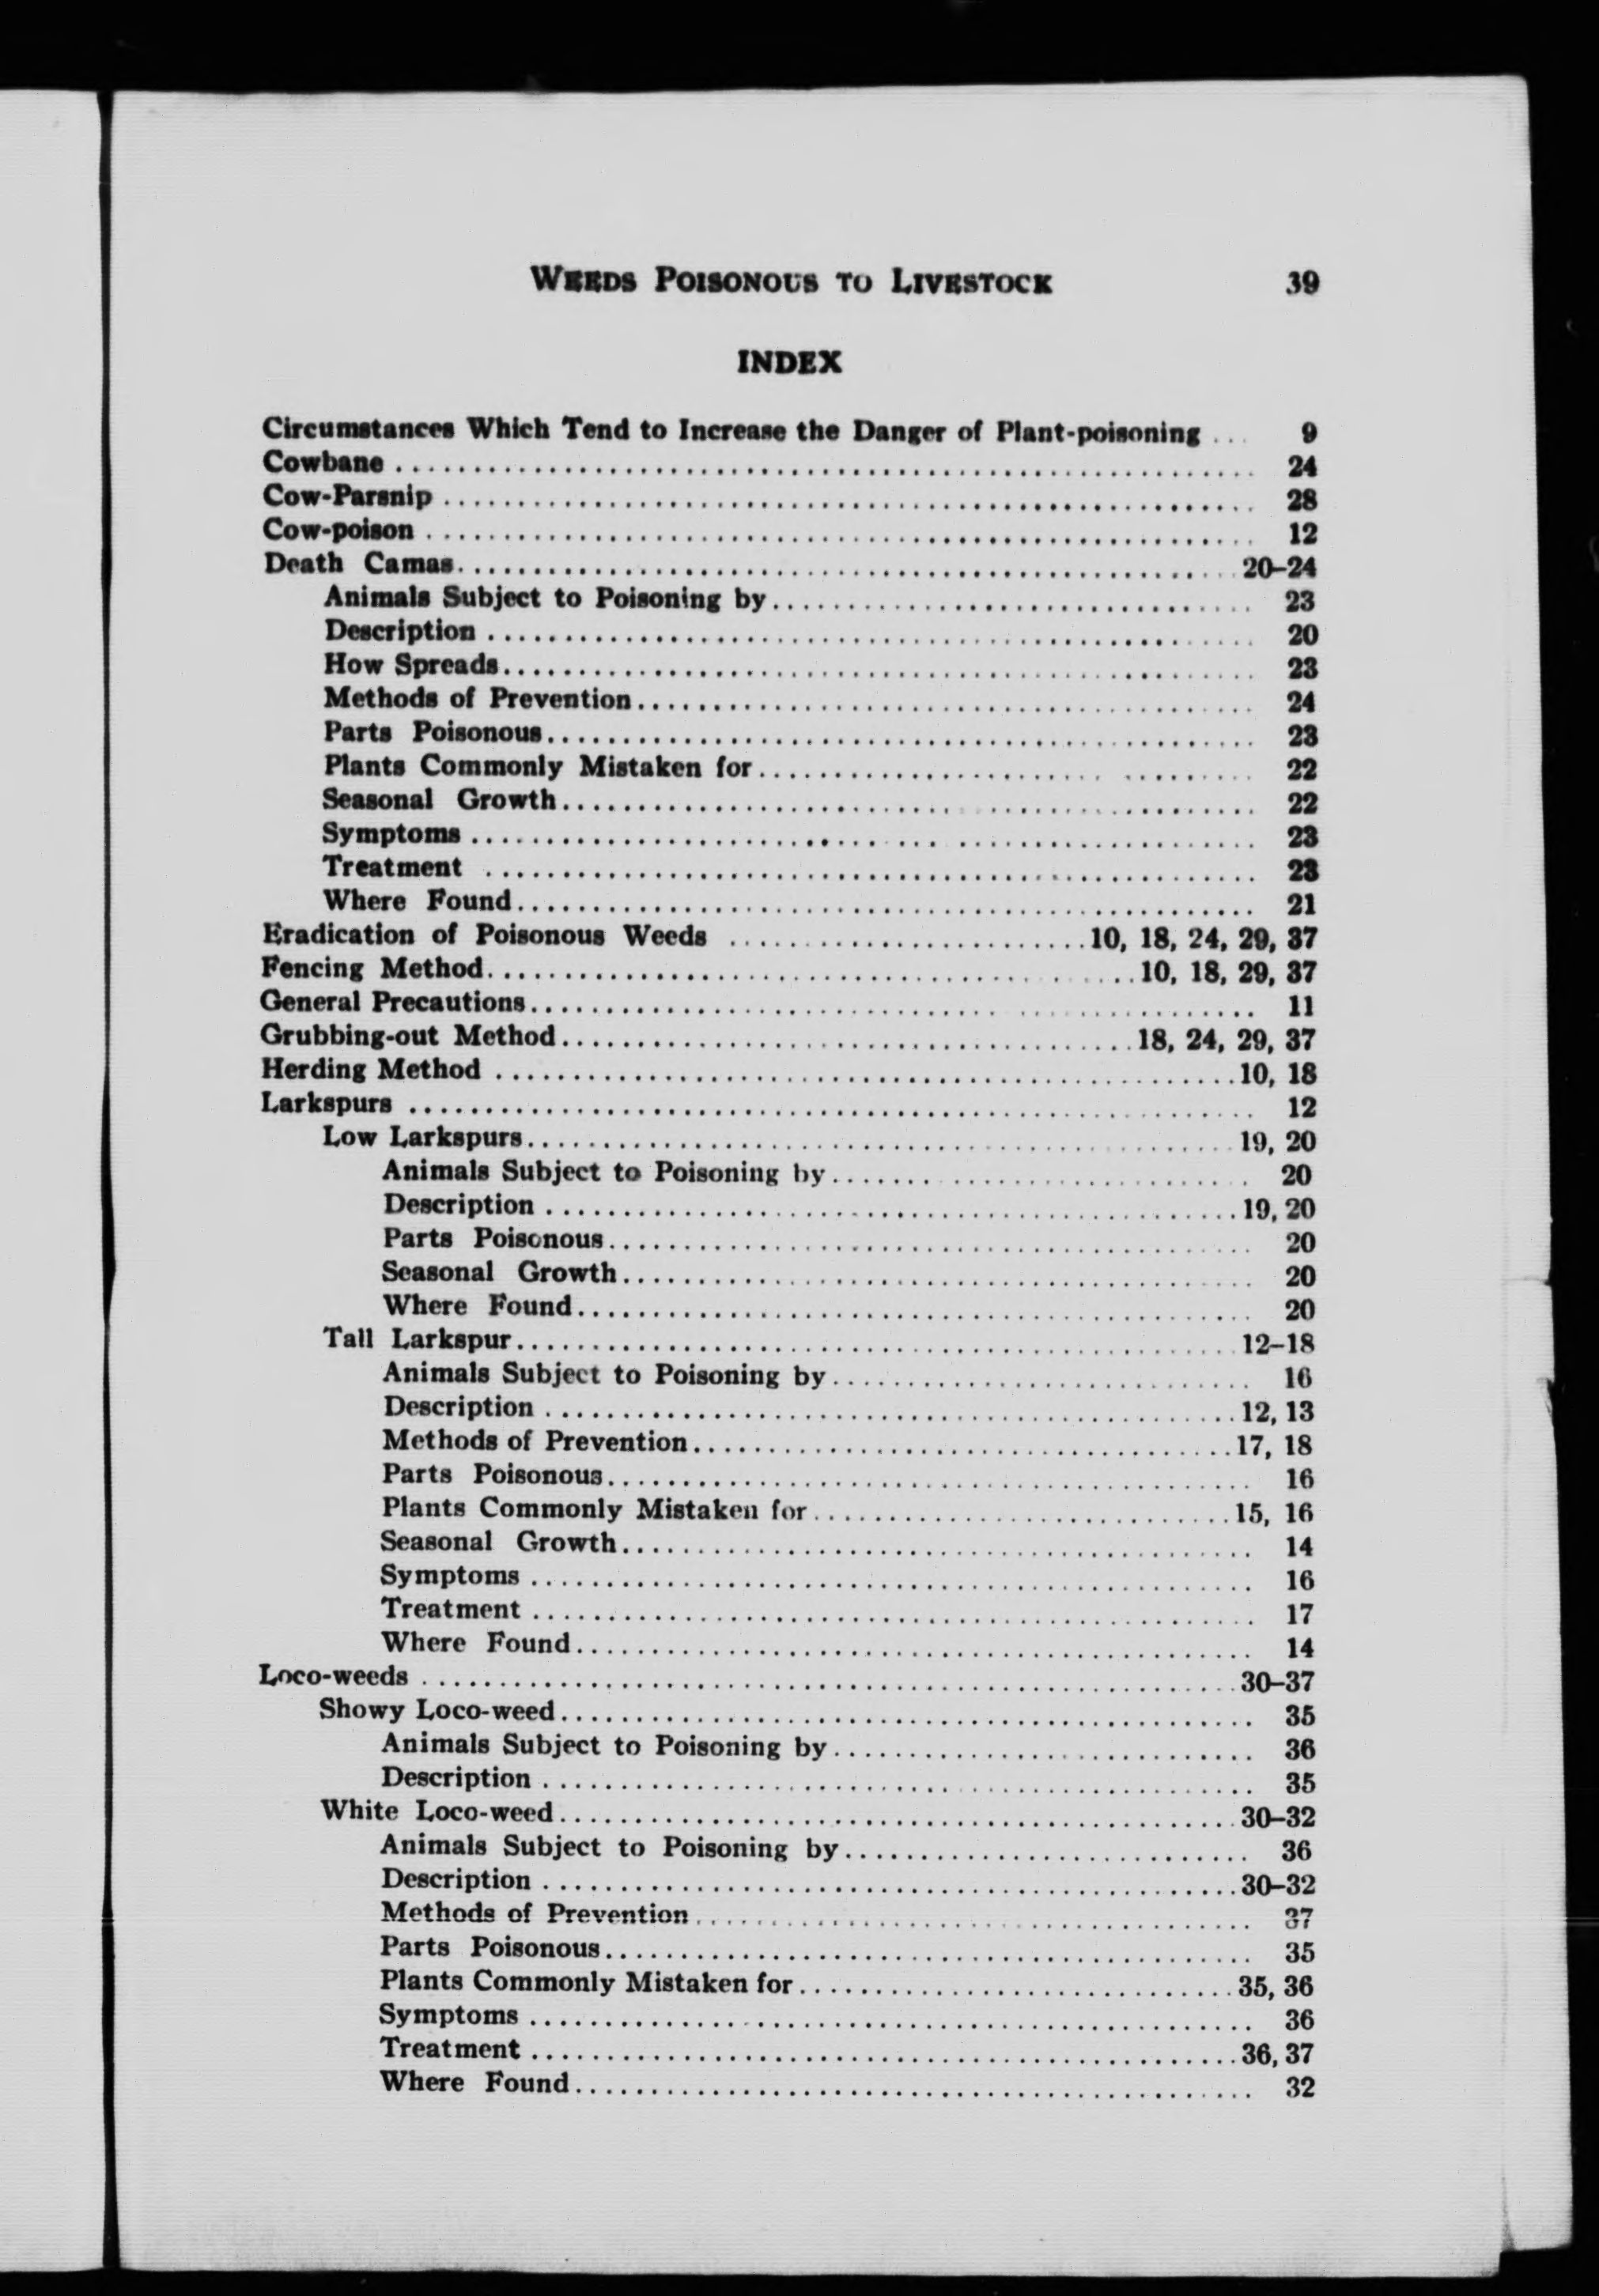 WEEDS POISONOUS TO LIVESTOCK 39
INDEX
Circumstances Which Tend to Increase the Danger of Plant-poisoning ... 9
Cowbane ........ 24
Cow-Parsnip ........ 28
Cow-poison ........ 12
Death Camas ........ 20–24
Animals Subject to Poisoning by ........ 23
Description ........ 20
How Spreads ........ 23
Methods of Prevention ........ 24
Parts Poisonous ........ 23
Plants Commonly Mistaken for ........ 22
Seasonal Growth ........ 22
Symptoms ........ 23
Treatment ........ 23
Where Found ........ 21
Eradication of Poisonous Weeds ........ 10, 18, 24, 29, 37
Fencing Method ........ 10, 18, 29, 37
General Precautions ........ 11
Grubbing-out Method ........ 18, 24, 29, 37
Herding Method ........ 10, 18
Larkspurs ........ 12
Low Larkspurs ........ 19, 20
Animals Subject to Poisoning by ........ 20
Description ........ 19, 20
Parts Poisonous ........ 20
Seasonal Growth ........ 20
Where Found ........ 20
Tall Larkspur ........ 12–18
Animals Subject to Poisoning by ........ 16
Description ........ 12, 13
Methods of Prevention ........ 17, 18
Parts Poisonous ........ 16
Plants Commonly Mistaken for ........ 15, 16
Seasonal Growth ........ 14
Symptoms ........ 16
Treatment ........ 17
Where Found ........ 14
Loco-weeds ........ 30–37
Showy Loco-weed ........ 35
Animals Subject to Poisoning by ........ 36
Description ........ 35
White Loco-weed ........ 30–32
Animals Subject to Poisoning by ........ 36
Description ........ 30–32
Methods of Prevention ........ 37
Parts Poisonous ........ 35
Plants Commonly Mistaken for ........ 35, 36
Symptoms ........ 36
Treatment ........ 36, 37
Where Found ........ 32